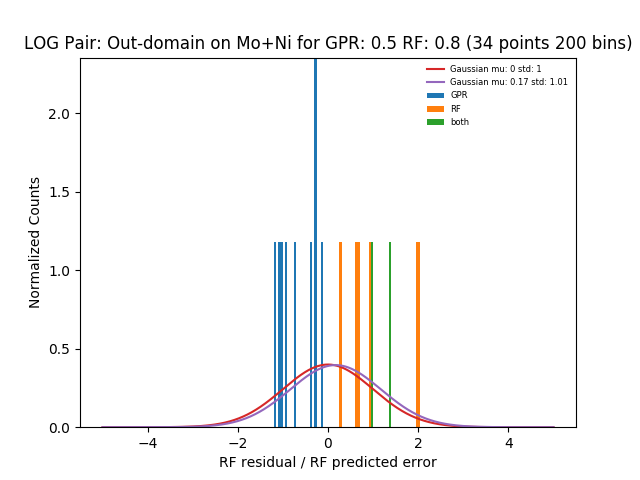 LOG Pair: Out-domain on Mo+Ni for GPR: 0.5 RF: 0.8 (34 points 200 bins)
Gaussian mu: 0 std: 1
Gaussian mu: 0.17 std: 1.01
GPR
RF
both
Normalized Counts
2.0
1.5
1.0
0.5
0.0
−4 −2 0 2 4
RF residual / RF predicted error